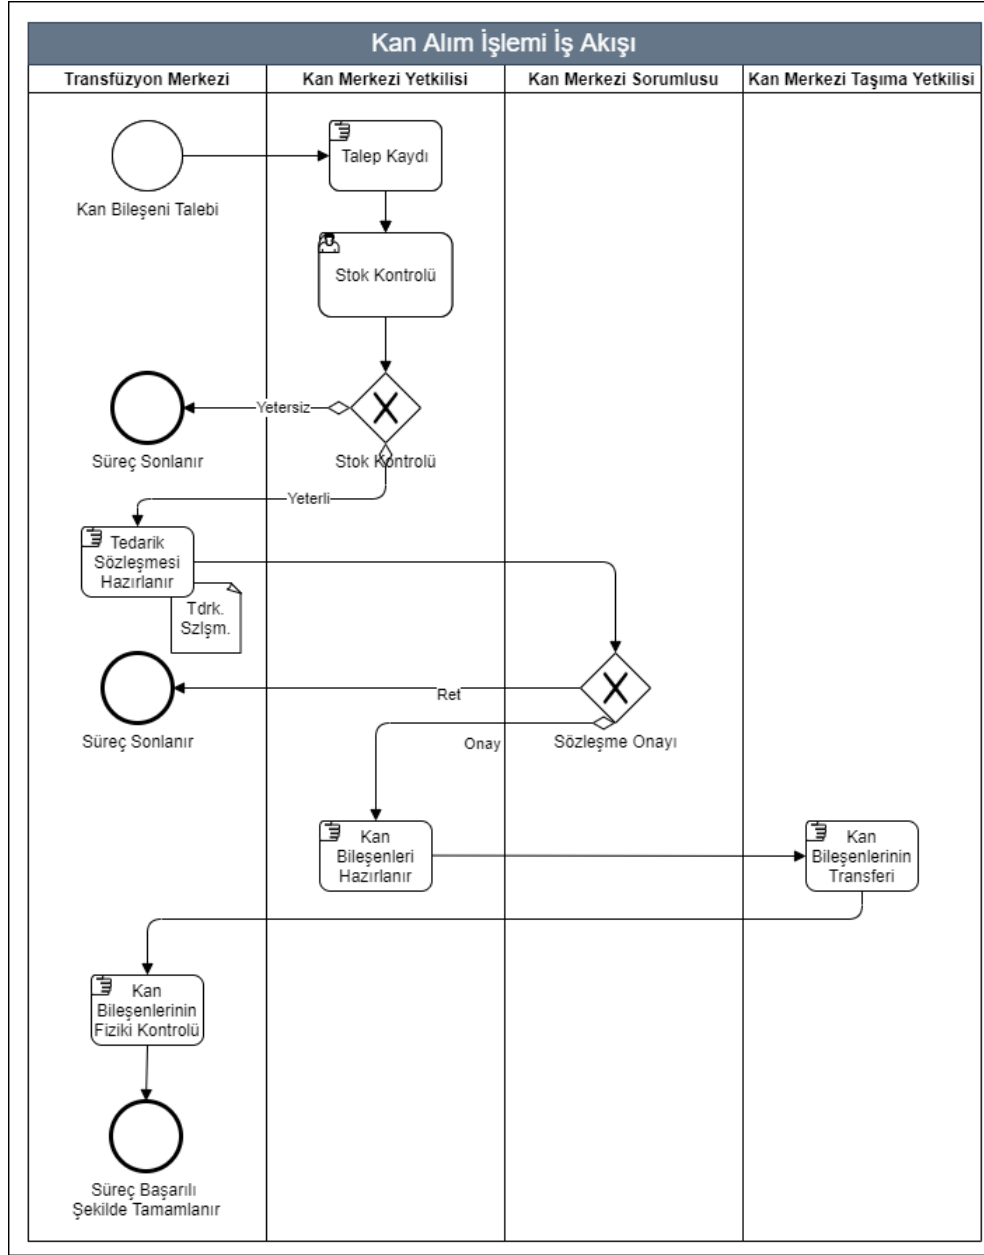 Kan Alım İşlemi İş Akışı
Transfüzyon Merkezi
Kan Merkezi Yetkilisi
Kan Merkezi Sorumlusu
Kan Merkezi Taşıma Yetkilisi
Kan Bileşeni Talebi
Talep Kaydı
Stok Kontrolü
Yetersiz
Süreç Sonlanır
Stok Kontrolü
Yeterli
Tedarik
Sözleşmesi
Hazırlanır
Tdrk.
Szlşm.
Ret
Süreç Sonlanır
Onay
Sözleşme Onayı
Kan
Bileşenleri
Hazırlanır
Kan
Bileşenlerinin
Transferi
Kan
Bileşenlerinin
Fiziki Kontrolü
Süreç Başarılı
Şekilde Tamamlanır